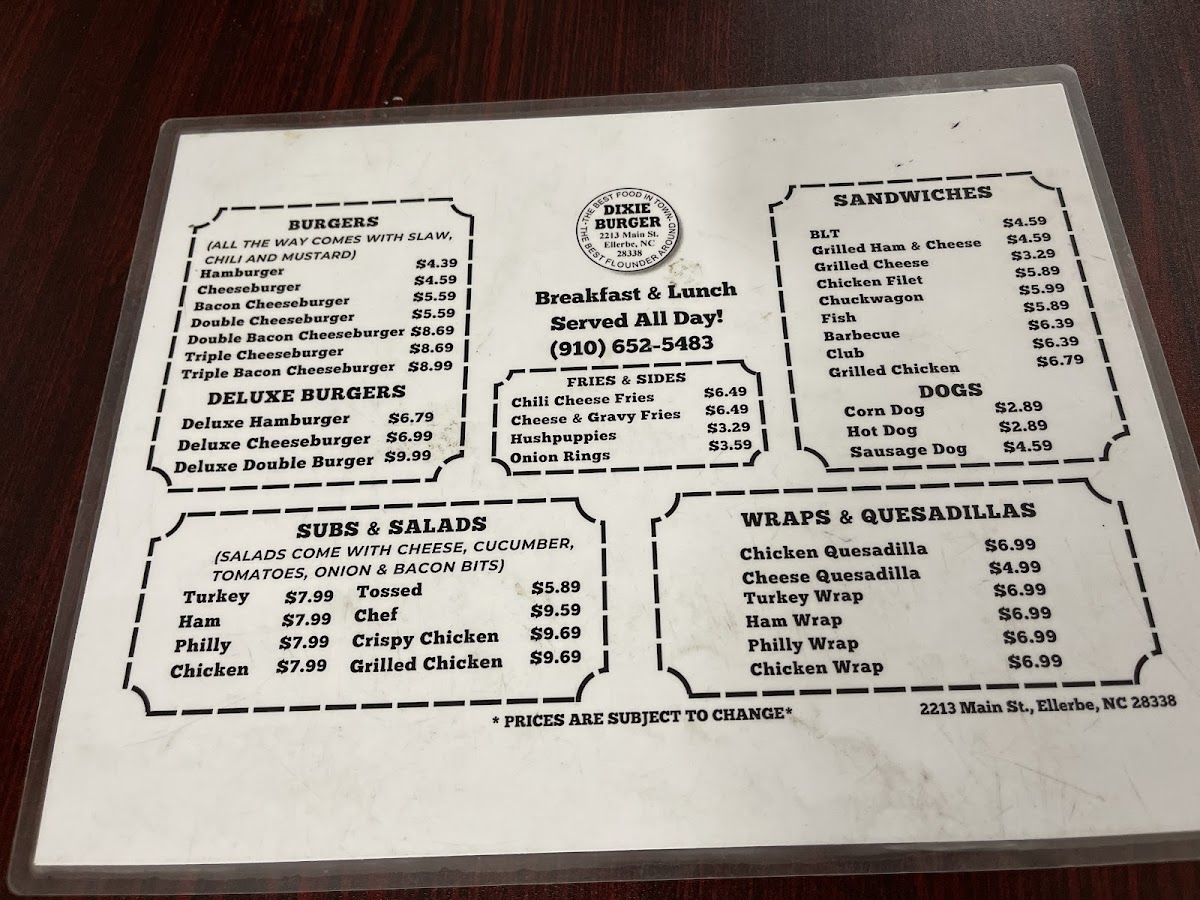 BURGERS
(ALL THE WAY COMES WITH SLAW,
CHILI AND MUSTARD)
Hamburger $4.39
Cheeseburger $4.59
Bacon Cheeseburger $5.59
Double Cheeseburger $5.59
Double Bacon Cheeseburger $8.69
Triple Cheeseburger $8.69
Triple Bacon Cheeseburger $8.99
DELUXE BURGERS
Deluxe Hamburger $6.79
Deluxe Cheeseburger $6.99
Deluxe Double Burger $9.99
-THE BEST FOOD IN TOWN-
DIXIE
BURGER
2213 Main St.
Ellerbe, NC
28338
THE BEST FLOUNDER AROUND
Breakfast & Lunch
Served All Day!
(910) 652-5483
FRIES & SIDES
Chili Cheese Fries $6.49
Cheese & Gravy Fries $6.49
Hushpuppies $3.29
Onion Rings $3.59
SANDWICHES
BLT $4.59
Grilled Ham & Cheese $4.59
Grilled Cheese $3.29
Chicken Filet $5.89
Chuckwagon $5.99
Fish $5.89
Barbecue $6.39
Club $6.39
Grilled Chicken $6.79
DOGS
Corn Dog $2.89
Hot Dog $2.89
Sausage Dog $4.59
SUBS & SALADS
(SALADS COME WITH CHEESE, CUCUMBER,
TOMATOES, ONION & BACON BITS)
Turkey $7.99 Tossed $5.89
Ham $7.99 Chef $9.59
Philly $7.99 Crispy Chicken $9.69
Chicken $7.99 Grilled Chicken $9.69
WRAPS & QUESADILLAS
Chicken Quesadilla $6.99
Cheese Quesadilla $4.99
Turkey Wrap $6.99
Ham Wrap $6.99
Philly Wrap $6.99
Chicken Wrap $6.99
* PRICES ARE SUBJECT TO CHANGE*
2213 Main St., Ellerbe, NC 28338